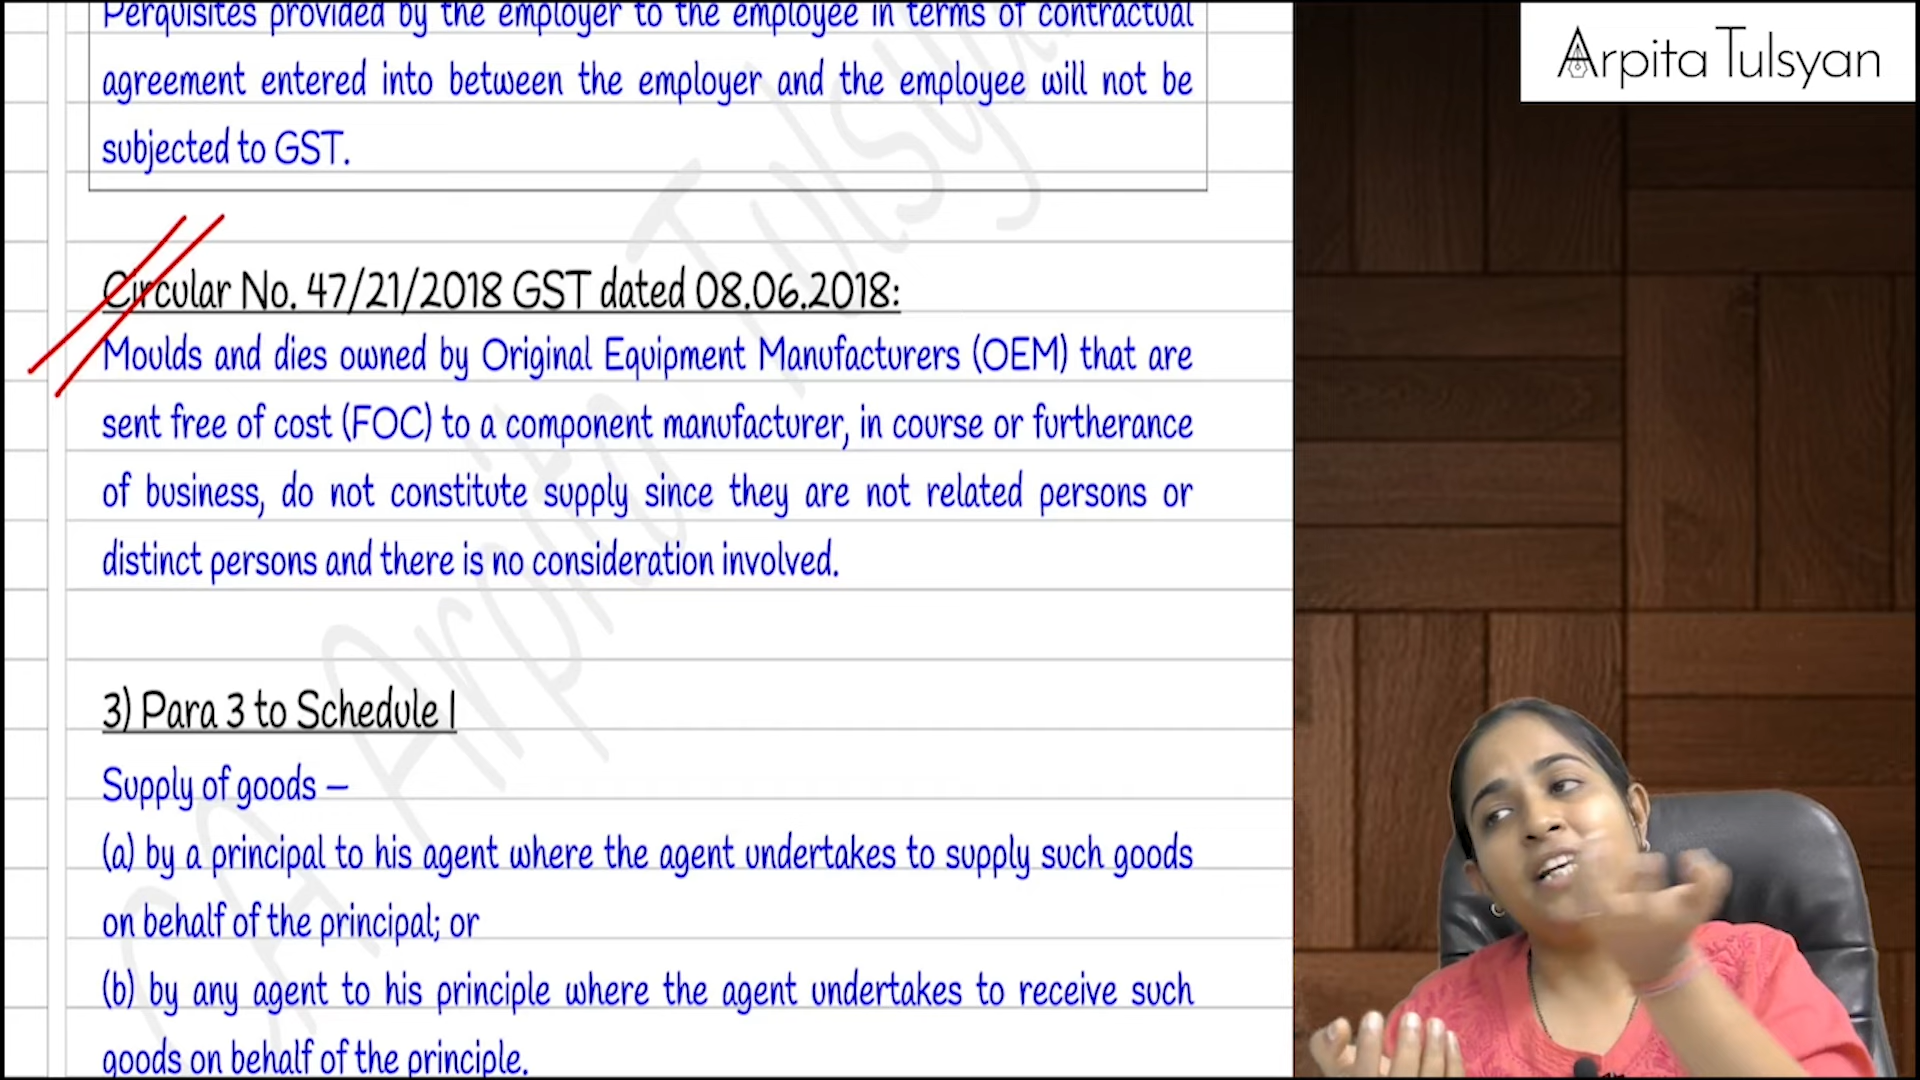 Perquisites provided by the employer to the employee in terms of contractual
agreement entered into between the employer and the employee will not be
subjected to GST.
Arpita Tulsyan
Circular No. 47/21/2018 GST dated 08.06.2018:
Moulds and dies owned by Original Equipment Manufacturers (OEM) that are
sent free of cost (FOC) to a component manufacturer, in course or furtherance
of business, do not constitute supply since they are not related persons or
distinct persons and there is no consideration involved.
3) Para 3 to Schedule I
Supply of goods –
(a) by a principal to his agent where the agent undertakes to supply such goods
on behalf of the principal; or
(b) by any agent to his principle where the agent undertakes to receive such
goods on behalf of the principle.
CA Arpita Tulsyan